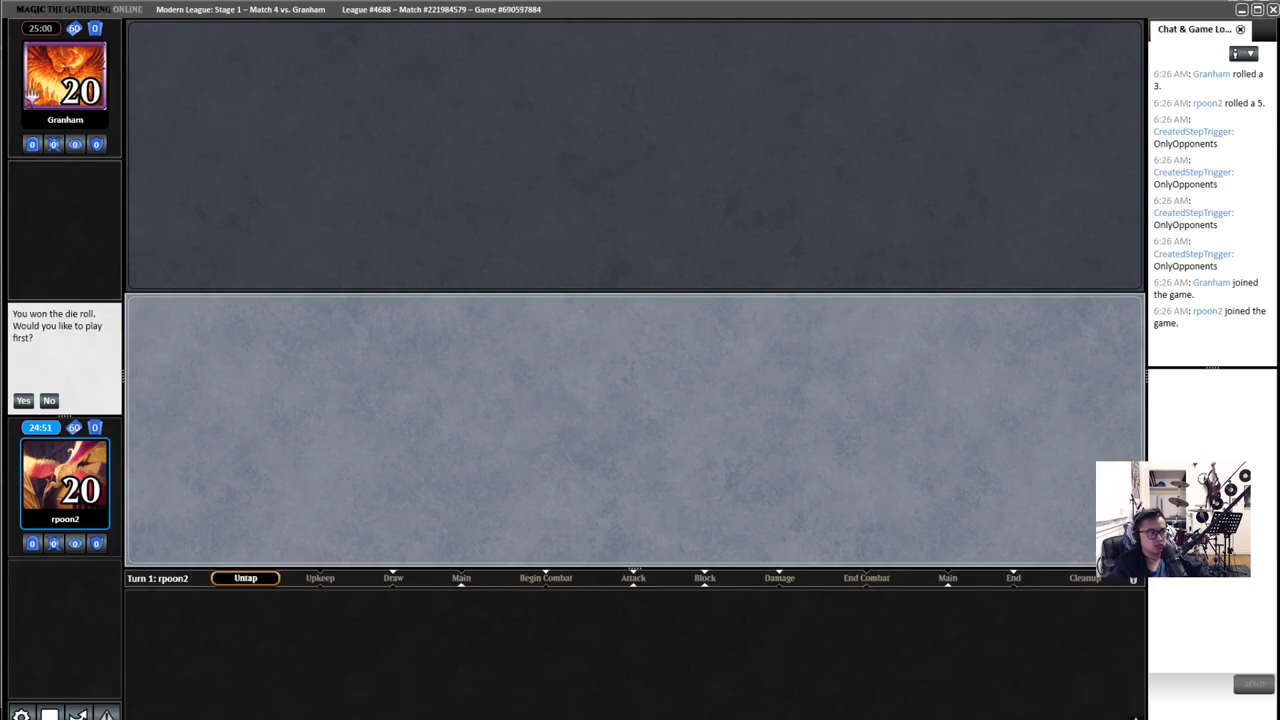 MAGIC THE GATHERING ONLINE Modern League: Stage 1 – Match 4 vs. Granham League #4688 – Match #221984579 – Game #690597884
25:00 60 0
20
Granham
0 0 0 0
You won the die roll.
Would you like to play
first?
Yes No
24:51 60 0
20
rpoon2
0 0 0 0
Turn 1: rpoon2 Untap Upkeep Draw Main Begin Combat Attack Block Damage End Combat Main End Cleanup
Chat & Game Lo...
6:26 AM: Granham rolled a
3.
6:26 AM: rpoon2 rolled a 5.
6:26 AM:
CreatedStepTrigger:
OnlyOpponents
6:26 AM:
CreatedStepTrigger:
OnlyOpponents
6:26 AM:
CreatedStepTrigger:
OnlyOpponents
6:26 AM:
CreatedStepTrigger:
OnlyOpponents
6:26 AM: Granham joined
the game.
6:26 AM: rpoon2 joined the
game.
SEND